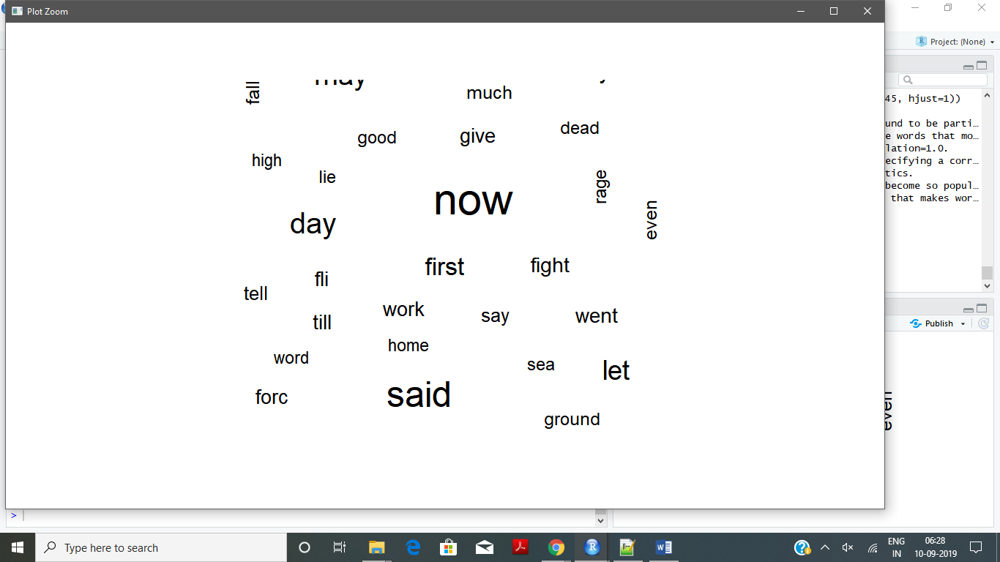 Plot Zoom
Project: (None)
may
fall
much
45, hjust=1))
good
give
dead
und to be parti…
e words that mo…
lation=1.0.
high
ecifying a corr…
lie
tics.
rage
become so popul…
that makes wor…
now
even
day
first
fight
fli
tell
work
say
went
till
Publish
home
word
sea
let
said
forc
even
ground
>
Type here to search
ENG
IN
06:28
10-09-2019